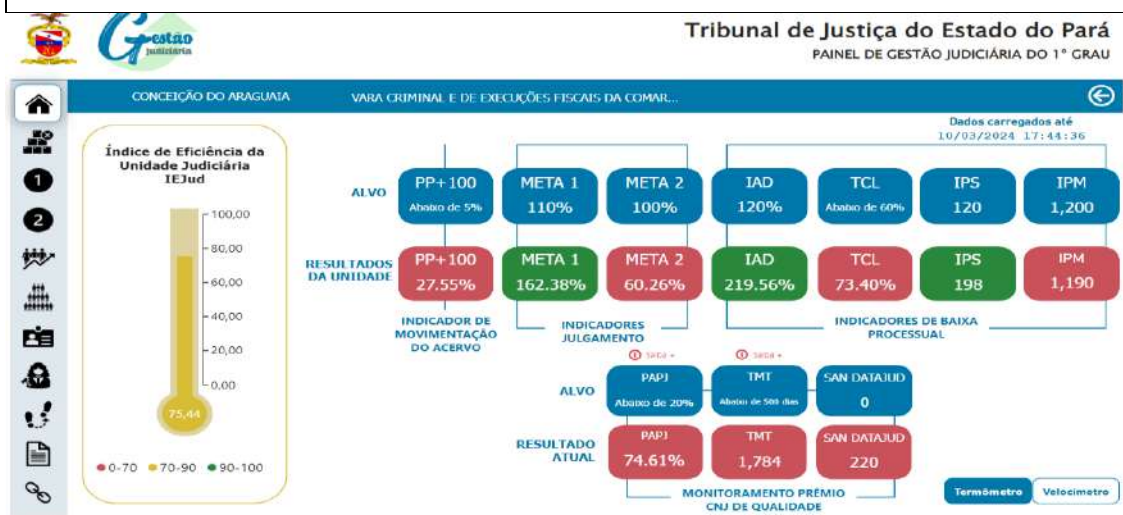 Gestão
judiciária
Tribunal de Justiça do Estado do Pará
PAINEL DE GESTÃO JUDICIÁRIA DO 1° GRAU
CONCEIÇÃO DO ARAGUAIA
VARA CRIMINAL E DE EXECUÇÕES FISCAIS DA COMAR...
Dados carregados até
10/03/2024 17:44:36
Índice de Eficiência da
Unidade Judiciária
IEJud
100,00
80,00
60,00
40,00
20,00
0,00
75,44
0-70 70-90 90-100
1
2
ALVO
PP+100
Abaixo de 5%
META 1
110%
META 2
100%
IAD
120%
TCL
Abaixo de 60%
IPS
120
IPM
1,200
RESULTADOS
DA UNIDADE
PP+100
27.55%
META 1
162.38%
META 2
60.26%
IAD
219.56%
TCL
73.40%
IPS
198
IPM
1,190
INDICADOR DE
MOVIMENTAÇÃO
DO ACERVO
INDICADORES
JULGAMENTO
INDICADORES DE BAIXA
PROCESSUAL
ALVO
PAPJ
Abaixo de 20%
TMT
Abaixo de 500 dias
SAN DATAJUD
0
RESULTADO
ATUAL
PAPJ
74.61%
TMT
1,784
SAN DATAJUD
220
MONITORAMENTO PRÊMIO
CNJ DE QUALIDADE
Termômetro
Velocímetro